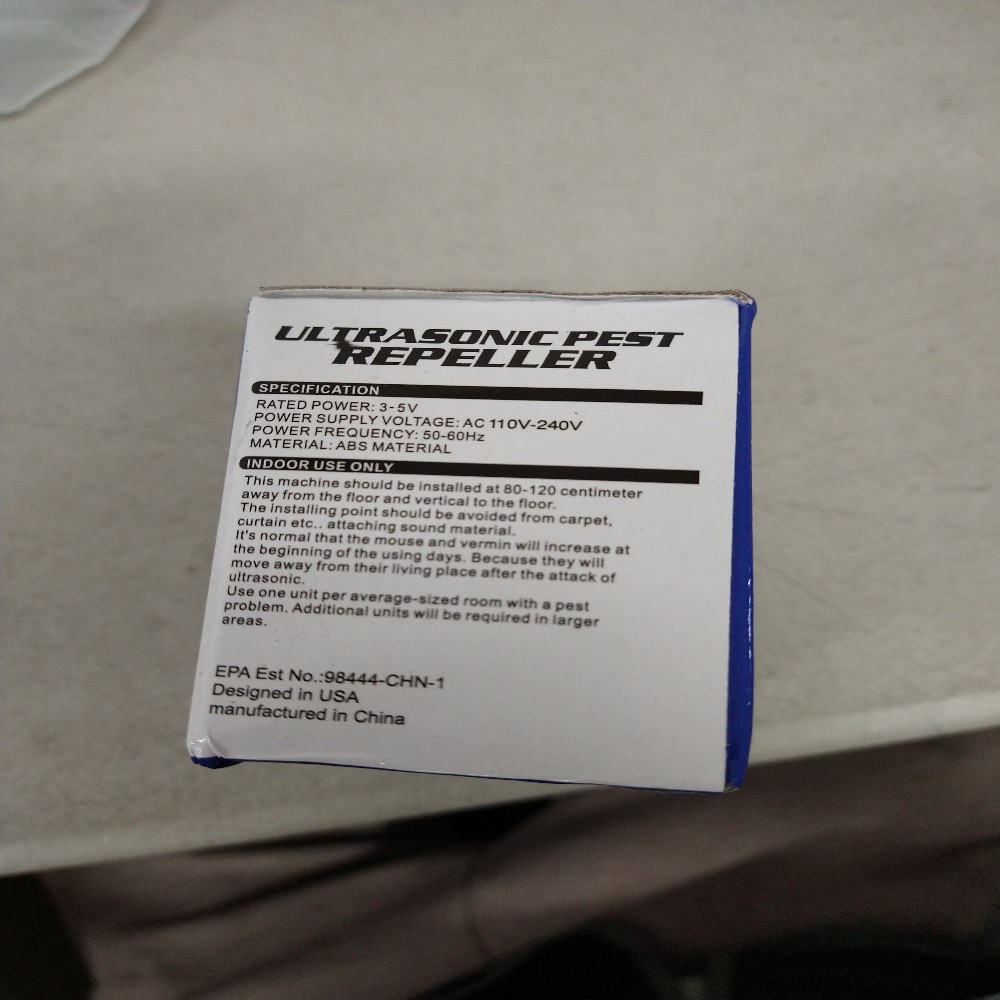 ULTRASONIC PEST
REPELLER
SPECIFICATION
RATED POWER: 3-5V
POWER SUPPLY VOLTAGE: AC 110V-240V
POWER FREQUENCY: 50-60Hz
MATERIAL: ABS MATERIAL
INDOOR USE ONLY
This machine should be installed at 80-120 centimeter
away from the floor and vertical to the floor.
The installing point should be avoided from carpet,
curtain etc.. attaching sound material.
It's normal that the mouse and vermin will increase at
the beginning of the using days. Because they will
move away from their living place after the attack of
ultrasonic.
Use one unit per average-sized room with a pest
problem. Additional units will be required in larger
areas.
EPA Est No.:98444-CHN-1
Designed in USA
manufactured in China